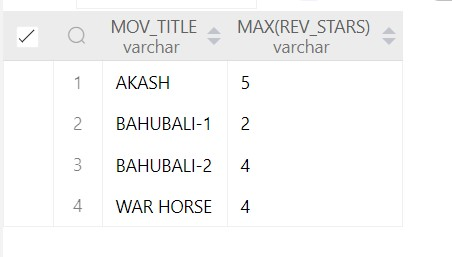 MOV_TITLE MAX(REV_STARS)
varchar varchar
1 AKASH 5
2 BAHUBALI-1 2
3 BAHUBALI-2 4
4 WAR HORSE 4